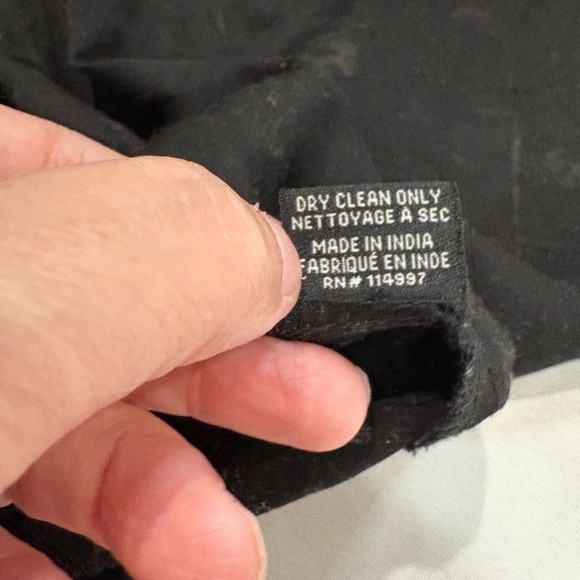 DRY CLEAN ONLY
NETTOYAGE À SEC
MADE IN INDIA
FABRIQUÉ EN INDE
RN# 114997